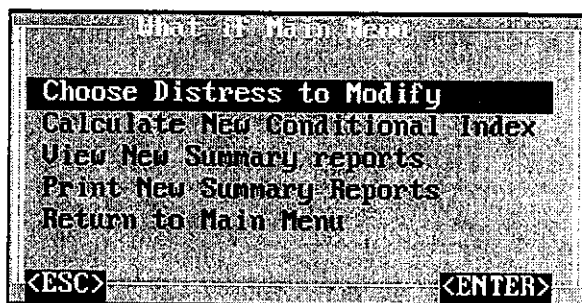 What If Main Menu
Choose Distress to Modify
Calculate New Conditional Index
View New Summary reports
Print New Summary Reports
Return to Main Menu
<ESC> <ENTER>